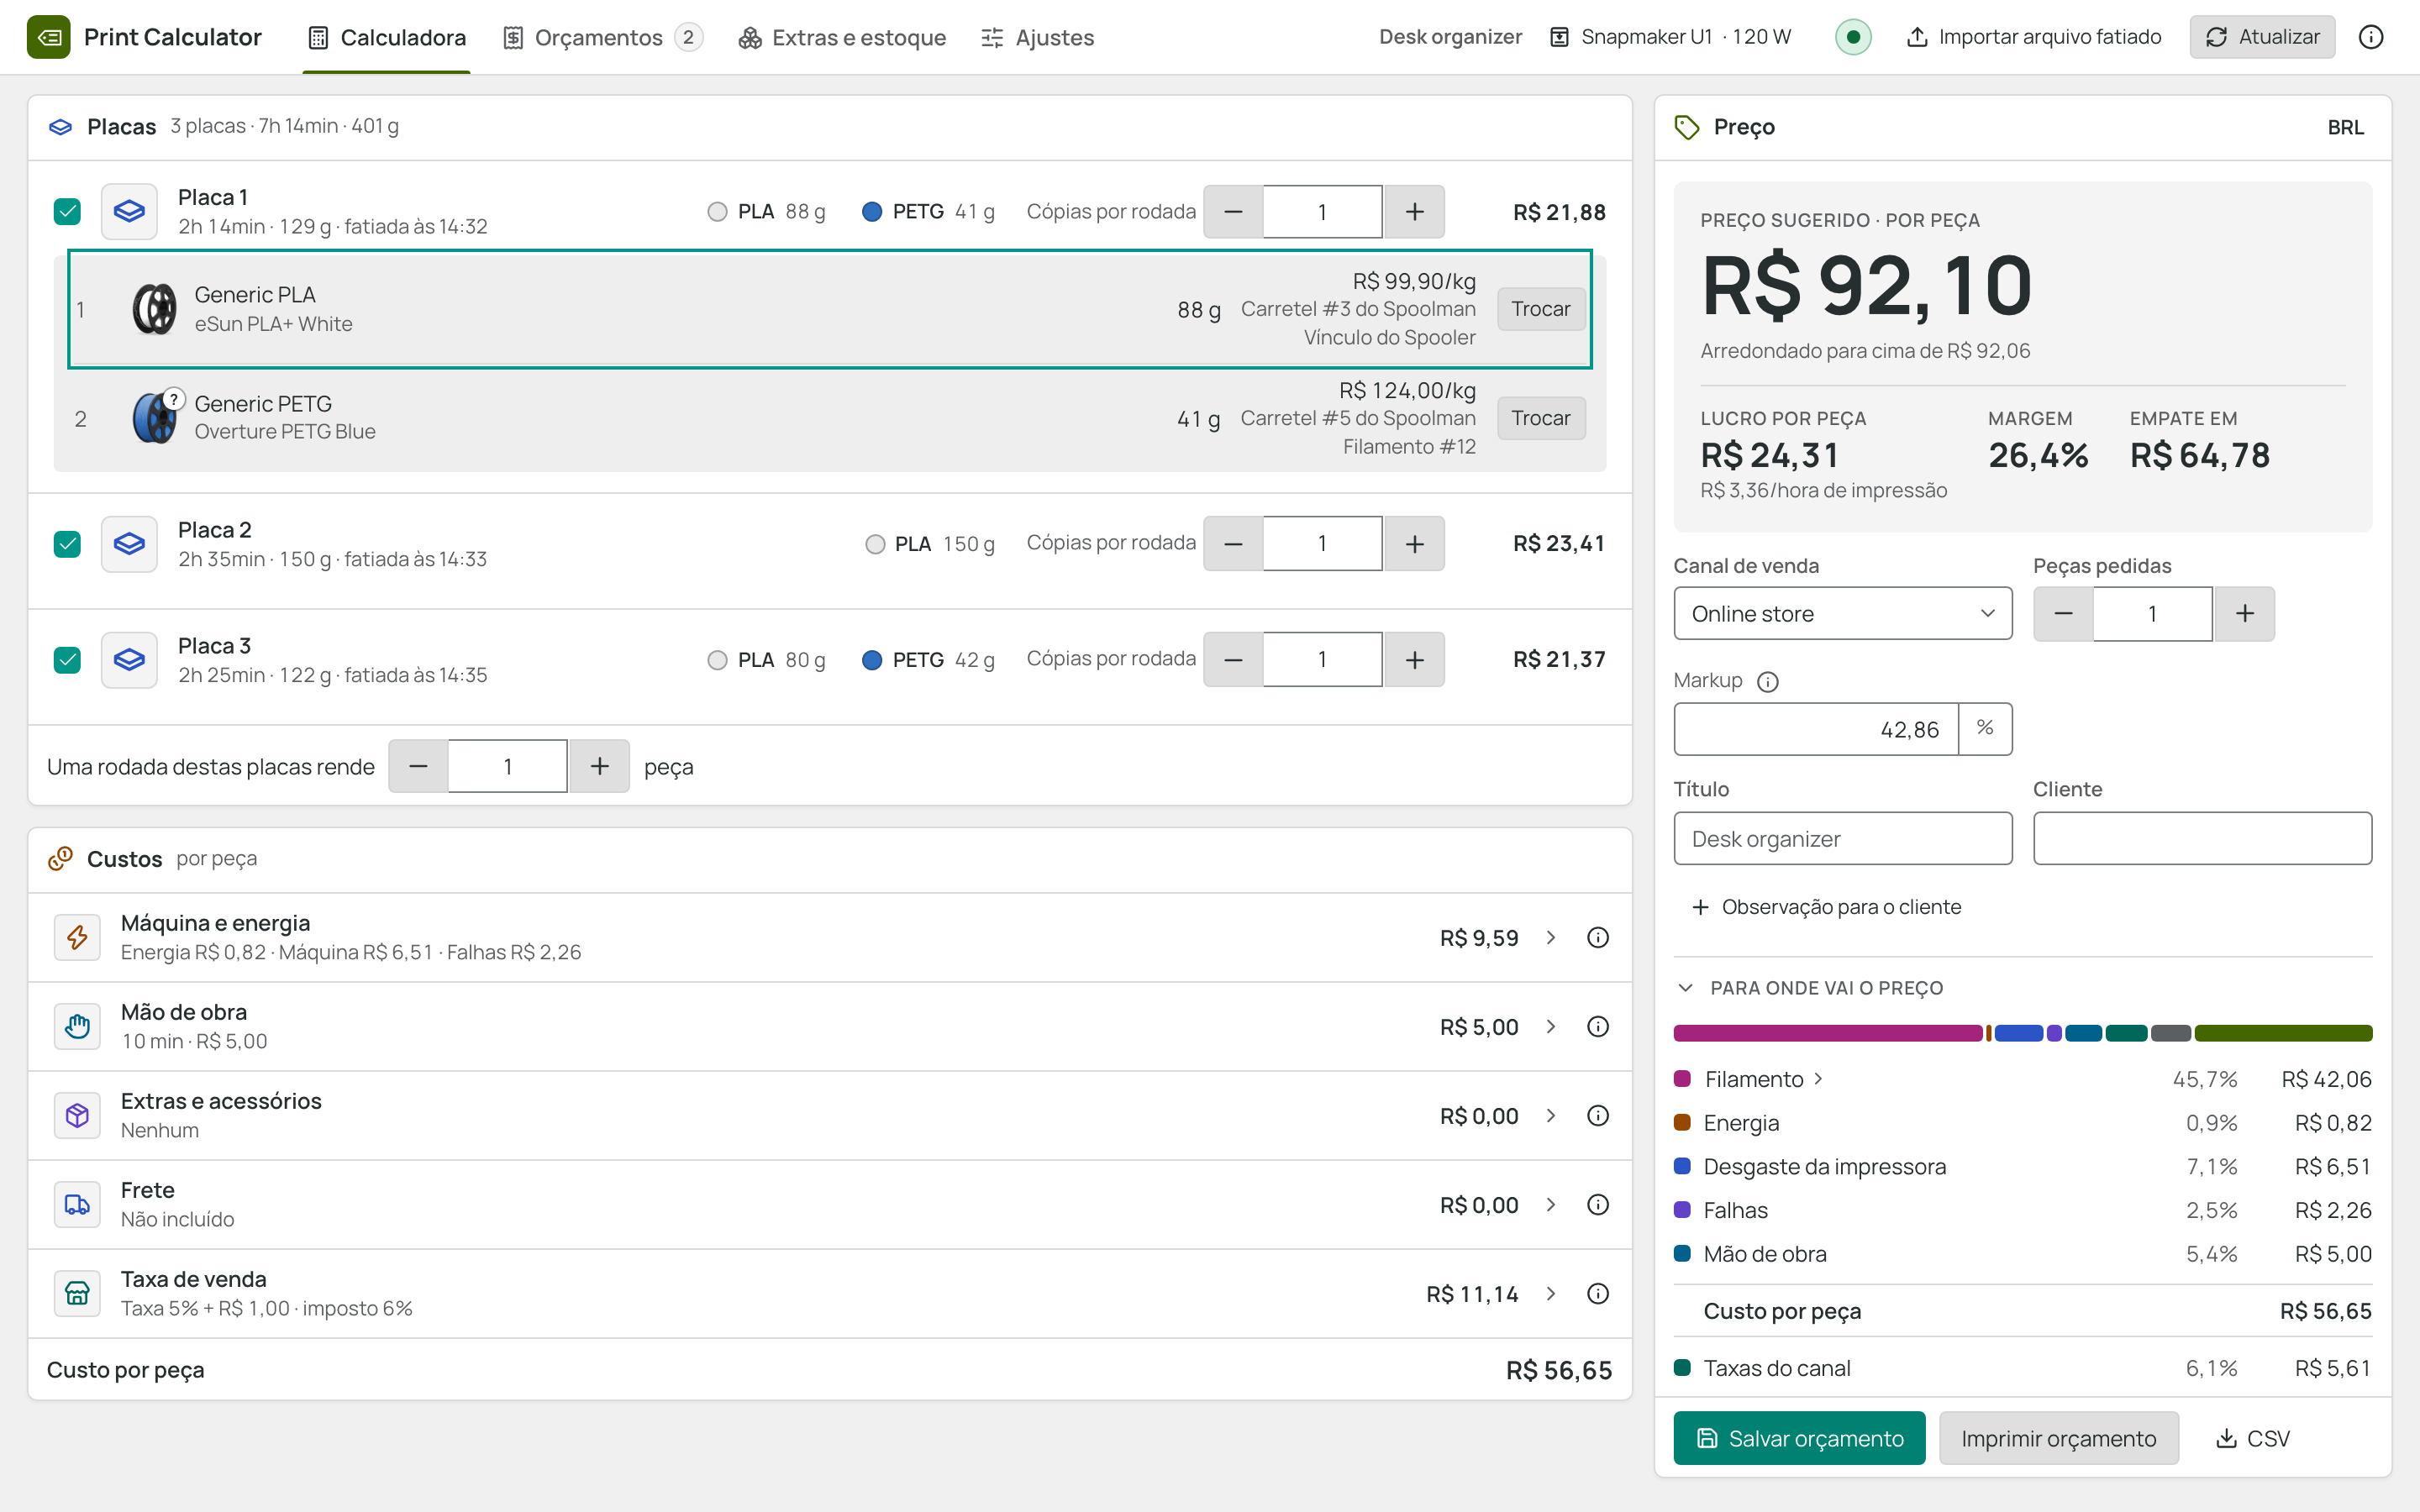 Print Calculator
Calculadora
Orçamentos 2
Extras e estoque
Ajustes
Desk organizer
Snapmaker U1 · 120 W
Importar arquivo fatiado
Atualizar
Placas 3 placas · 7h 14min · 401 g
Placa 1
2h 14min · 129 g · fatiada às 14:32
PLA 88 g
PETG 41 g
Cópias por rodada
1
R$ 21,88
1
Generic PLA
eSun PLA+ White
88 g
R$ 99,90/kg
Carretel #3 do Spoolman
Vínculo do Spooler
Trocar
2
?
Generic PETG
Overture PETG Blue
41 g
R$ 124,00/kg
Carretel #5 do Spoolman
Filamento #12
Trocar
Placa 2
2h 35min · 150 g · fatiada às 14:33
PLA 150 g
Cópias por rodada
1
R$ 23,41
Placa 3
2h 25min · 122 g · fatiada às 14:35
PLA 80 g
PETG 42 g
Cópias por rodada
1
R$ 21,37
Uma rodada destas placas rende 1 peça
Custos por peça
Máquina e energia
Energia R$ 0,82 · Máquina R$ 6,51 · Falhas R$ 2,26
R$ 9,59
Mão de obra
10 min · R$ 5,00
R$ 5,00
Extras e acessórios
Nenhum
R$ 0,00
Frete
Não incluído
R$ 0,00
Taxa de venda
Taxa 5% + R$ 1,00 · imposto 6%
R$ 11,14
Custo por peça R$ 56,65
Preço BRL
PREÇO SUGERIDO · POR PEÇA
R$ 92,10
Arredondado para cima de R$ 92,06
LUCRO POR PEÇA
R$ 24,31
R$ 3,36/hora de impressão
MARGEM
26,4%
EMPATE EM
R$ 64,78
Canal de venda
Online store
Peças pedidas
1
Markup
42,86 %
Título
Desk organizer
Cliente
Observação para o cliente
PARA ONDE VAI O PREÇO
Filamento 45,7% R$ 42,06
Energia 0,9% R$ 0,82
Desgaste da impressora 7,1% R$ 6,51
Falhas 2,5% R$ 2,26
Mão de obra 5,4% R$ 5,00
Custo por peça R$ 56,65
Taxas do canal 6,1% R$ 5,61
Salvar orçamento
Imprimir orçamento
CSV